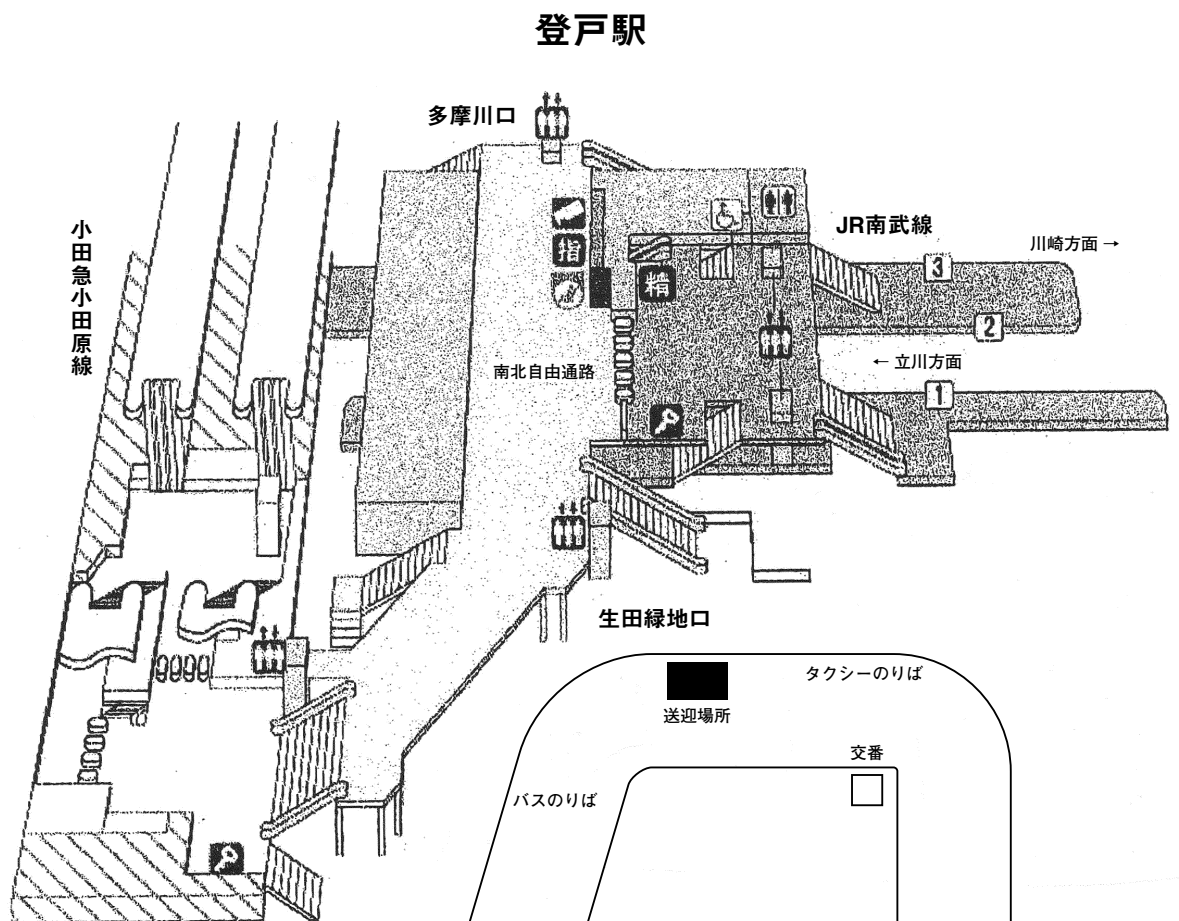 登戸駅
多摩川口
小田急小田原線
指
精
JR南武線
川崎方面 →
3
2
← 立川方面
1
南北自由通路
生田緑地口
タクシーのりば
送迎場所
交番
バスのりば